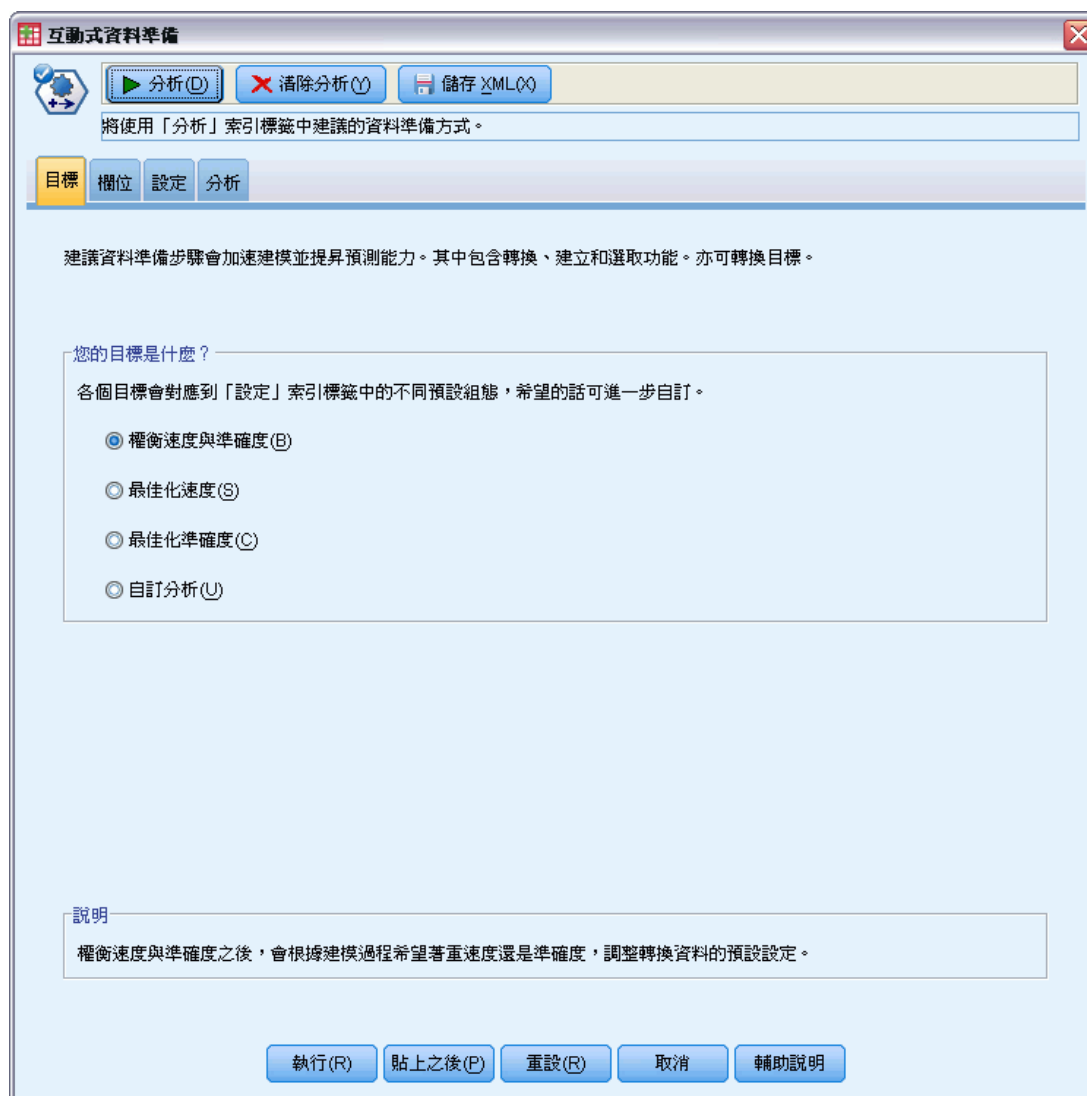 互動式資料準備
分析(D) 清除分析(Y) 儲存 XML(X)
將使用「分析」索引標籤中建議的資料準備方式。
目標 欄位 設定 分析
建議資料準備步驟會加速建模並提昇預測能力。其中包含轉換、建立和選取功能。亦可轉換目標。
您的目標是什麼？
各個目標會對應到「設定」索引標籤中的不同預設組態，希望的話可進一步自訂。
權衡速度與準確度(B)
最佳化速度(S)
最佳化準確度(C)
自訂分析(U)
說明
權衡速度與準確度之後，會根據建模過程希望著重速度還是準確度，調整轉換資料的預設設定。
執行(R) 貼上之後(P) 重設(R) 取消 輔助說明